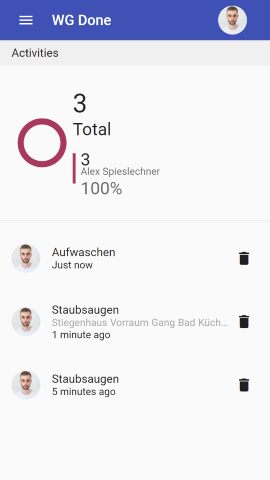 WG Done
Activities
3
Total
3
Alex Spieslechner
100%
Aufwaschen
Just now
Staubsaugen
Stiegenhaus Vorraum Gang Bad Küch...
1 minute ago
Staubsaugen
5 minutes ago